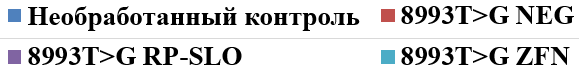 Необработанный контроль 8993T>G NEG
8993T>G RP-SLO 8993T>G ZFN